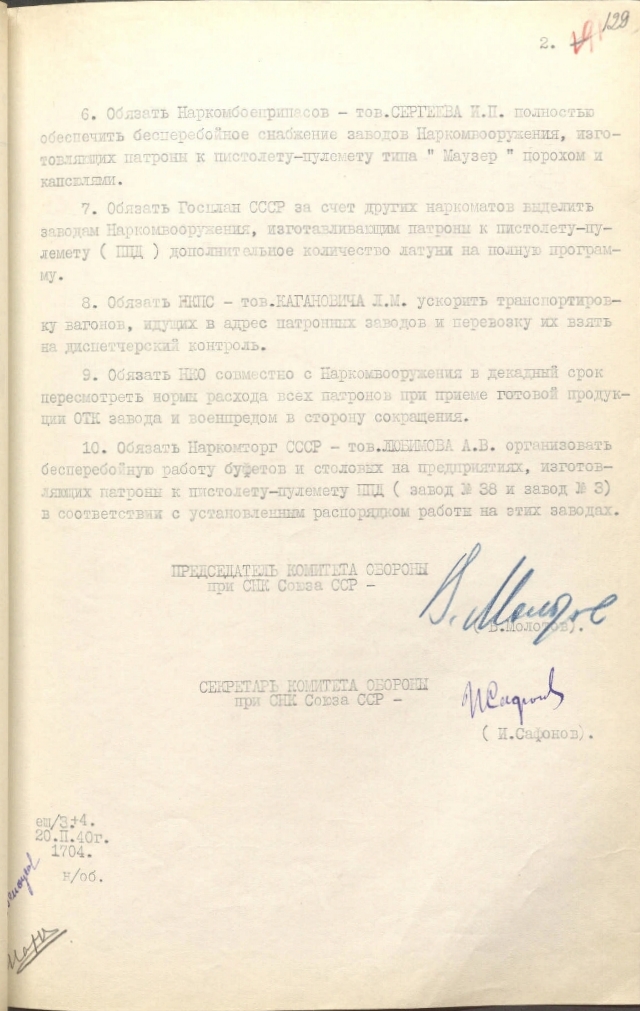 2. 129
6. Обязать Наркомбоеприпасов - тов.СЕРГЕЕВА И.П. полностью
обеспечить бесперебойное снабжение заводов Наркомвооружения, изго-
товляющих патроны к пистолету-пулемету типа " Маузер " порохом и
капсюлями.
7. Обязать Госплан СССР за счет других наркоматов выделить
заводам Наркомвооружения, изготавливающим патроны к пистолету-пу-
лемету ( ППД ) дополнительное количество латуни на полную програм-
му.
8. Обязать НКПС - тов.КАГАНОВИЧА Л.М. ускорить транспортиров-
ку вагонов, идущих в адрес патронных заводов и перевозку их взять
на диспетчерский контроль.
9. Обязать НКО совместно с Наркомвооружения в декадный срок
пересмотреть нормы расхода всех патронов при приеме готовой продук-
ции ОТК завода и военпредом в сторону сокращения.
10. Обязать Наркомторг СССР - тов.ЛЮБИМОВА А.В. организовать
бесперебойную работу буфетов и столовых на предприятиях, изготов-
ляющих патроны к пистолету-пулемету ППД ( завод № 38 и завод № 3)
в соответствии с установленным распорядком работы на этих заводах.
ПРЕДСЕДАТЕЛЬ КОМИТЕТА ОБОРОНЫ
при СНК Союза ССР -
В. Молотов
( В.Молотов).
СЕКРЕТАРЬ КОМИТЕТА ОБОРОНЫ
при СНК Союза ССР -
И Сафонов
( И.Сафонов).
ещ/3+4.
20.II.40г.
1704.
н/об.